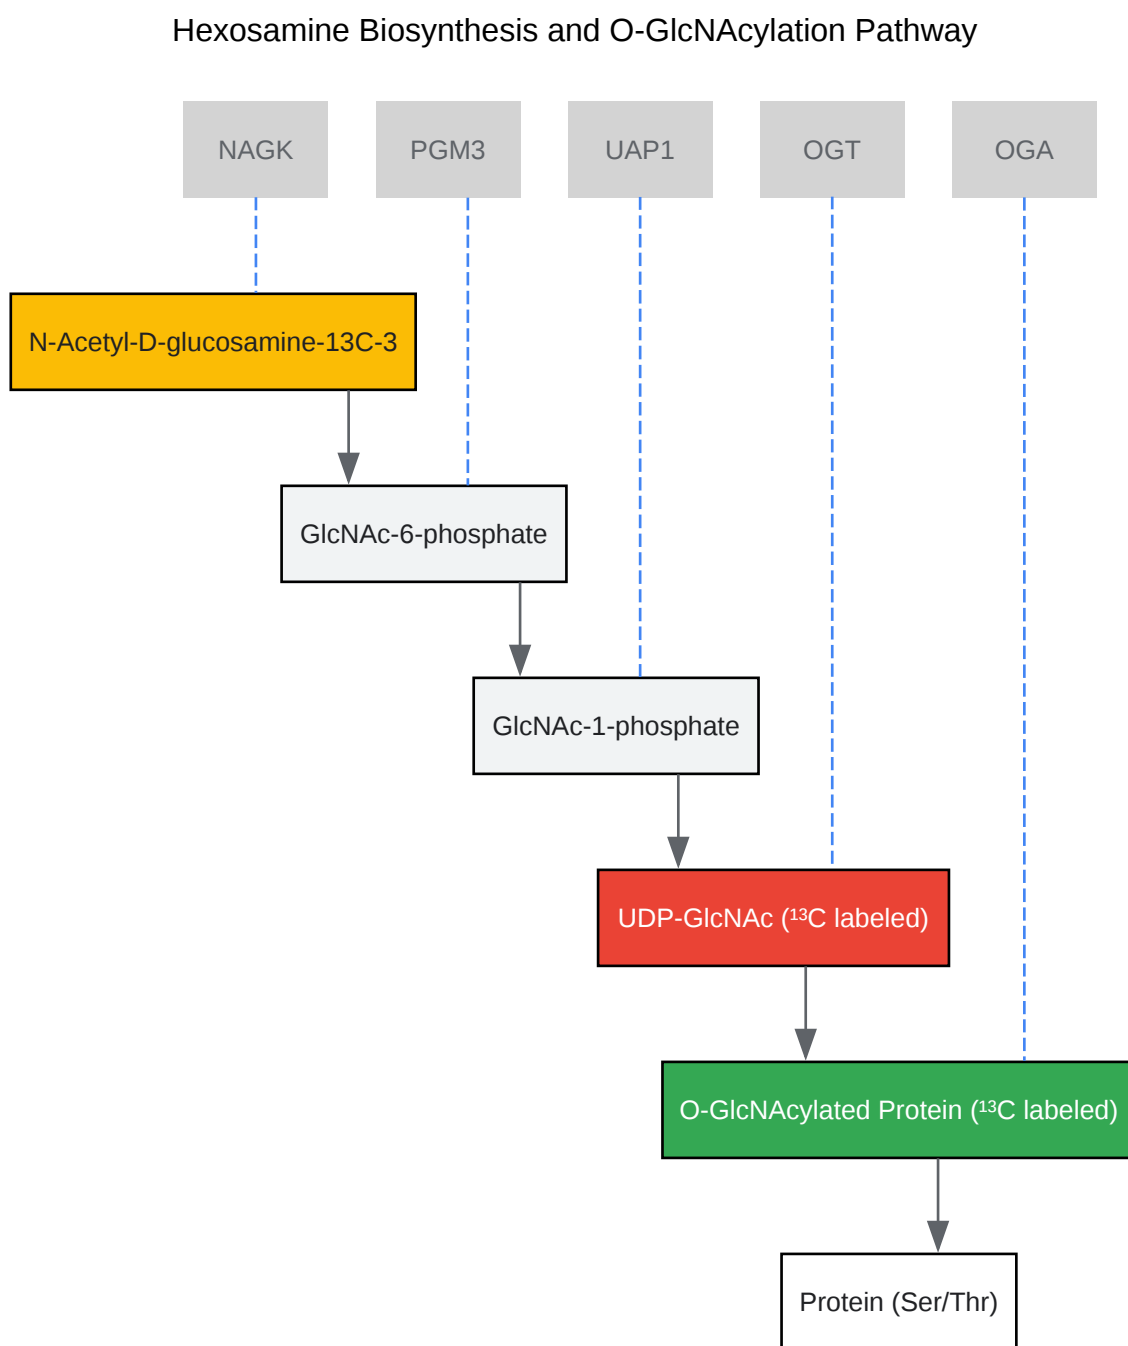 Hexosamine Biosynthesis and O-GlcNAcylation Pathway
NAGK
PGM3
UAP1
OGT
OGA
N-Acetyl-D-glucosamine-13C-3
GlcNAc-6-phosphate
GlcNAc-1-phosphate
UDP-GlcNAc (¹³C labeled)
O-GlcNAcylated Protein (¹³C labeled)
Protein (Ser/Thr)